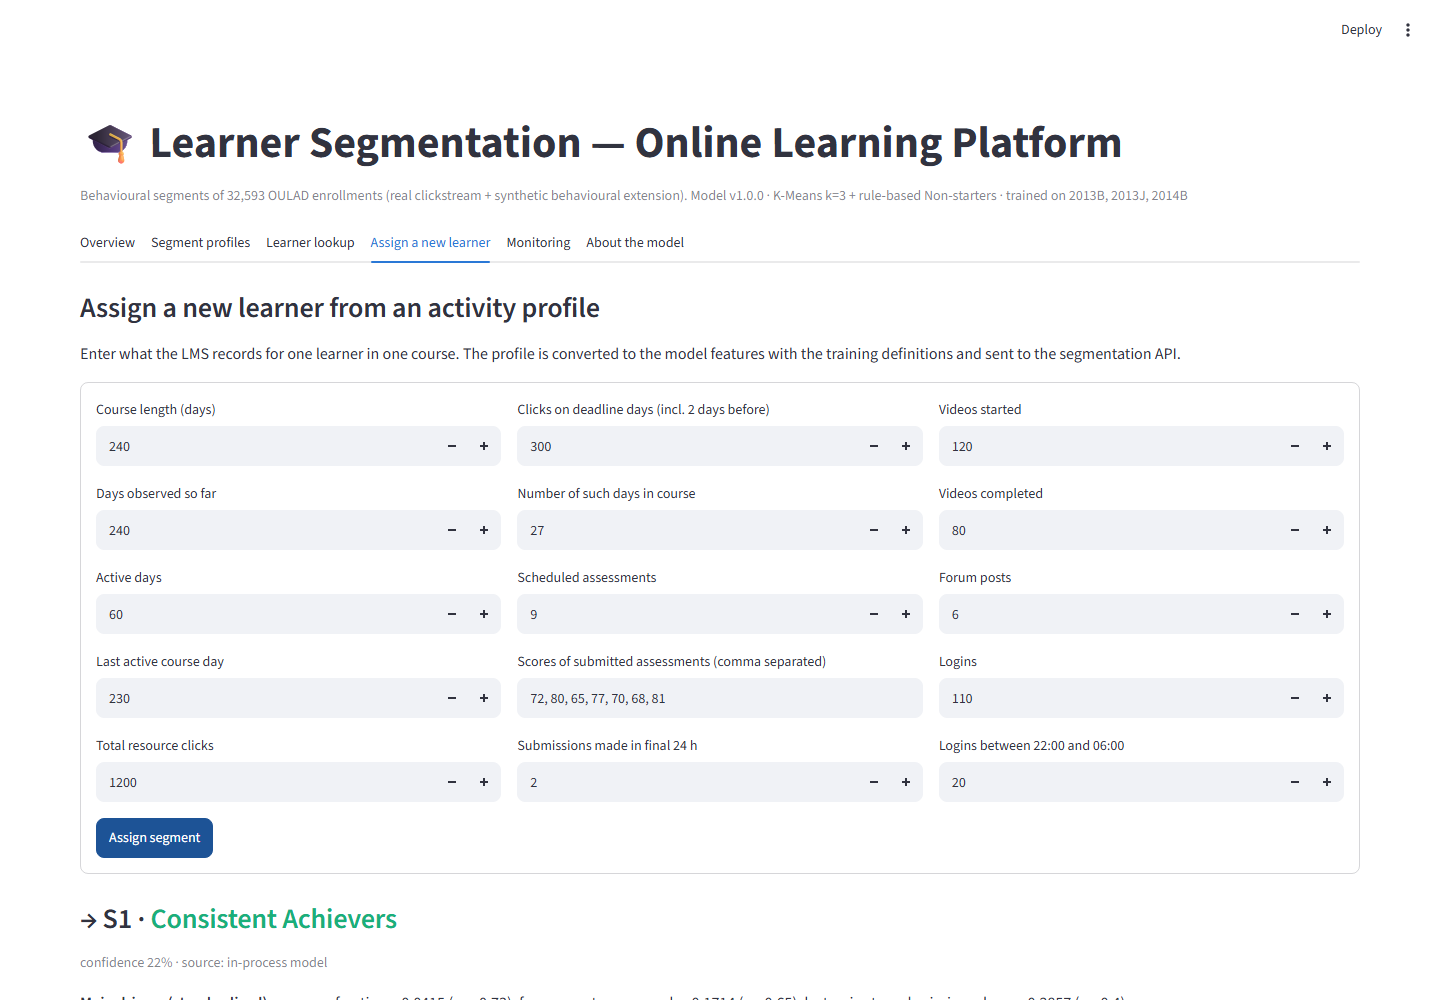 Deploy
Learner Segmentation — Online Learning Platform
Behavioural segments of 32,593 OULAD enrollments (real clickstream + synthetic behavioural extension). Model v1.0.0 · K-Means k=3 + rule-based Non-starters · trained on 2013B, 2013J, 2014B
Overview Segment profiles Learner lookup Assign a new learner Monitoring About the model
Assign a new learner from an activity profile
Enter what the LMS records for one learner in one course. The profile is converted to the model features with the training definitions and sent to the segmentation API.
Course length (days) Clicks on deadline days (incl. 2 days before) Videos started
240 − + 300 − + 120 − +
Days observed so far Number of such days in course Videos completed
240 − + 27 − + 80 − +
Active days Scheduled assessments Forum posts
60 − + 9 − + 6 − +
Last active course day Scores of submitted assessments (comma separated) Logins
230 − + 72, 80, 65, 77, 70, 68, 81 110 − +
Total resource clicks Submissions made in final 24 h Logins between 22:00 and 06:00
1200 − + 2 − + 20 − +
Assign segment
→ S1 · Consistent Achievers
confidence 22% · source: in-process model